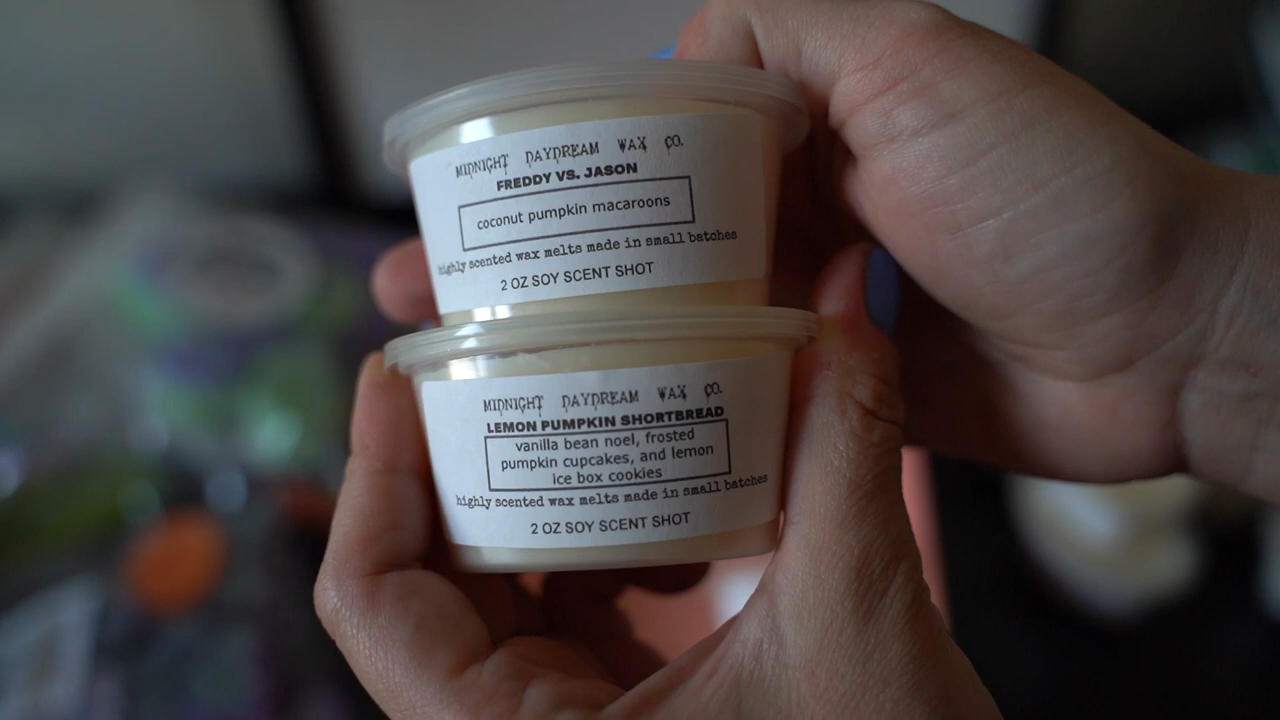 MIDNIGHT DAYDREAM WAX CO.
FREDDY VS. JASON
coconut pumpkin macaroons
highly scented wax melts made in small batches
2 OZ SOY SCENT SHOT
MIDNIGHT DAYDREAM WAX CO.
LEMON PUMPKIN SHORTBREAD
vanilla bean noel, frosted
pumpkin cupcakes, and lemon
ice box cookies
highly scented wax melts made in small batches
2 OZ SOY SCENT SHOT